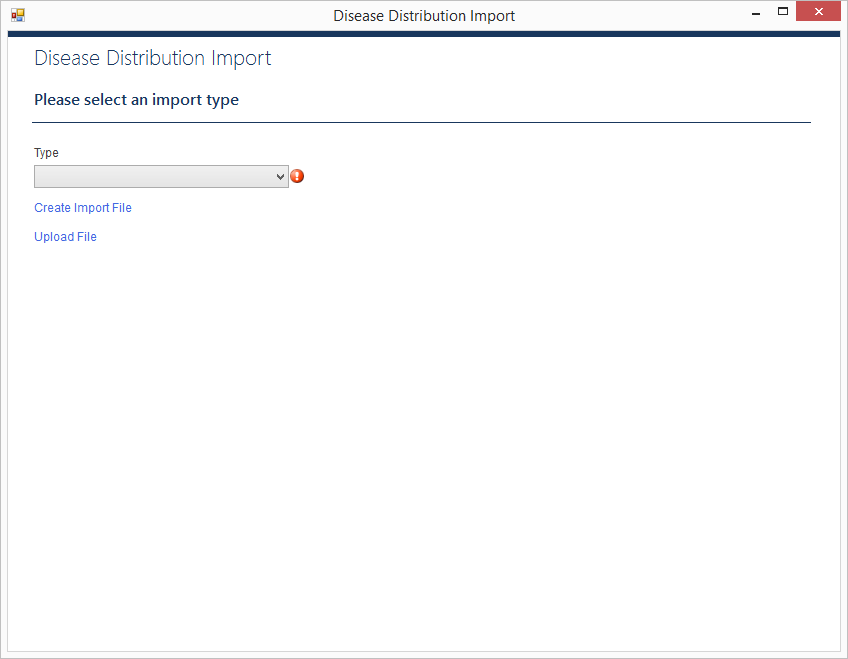 Disease Distribution Import
Disease Distribution Import
Please select an import type
Type
Create Import File
Upload File